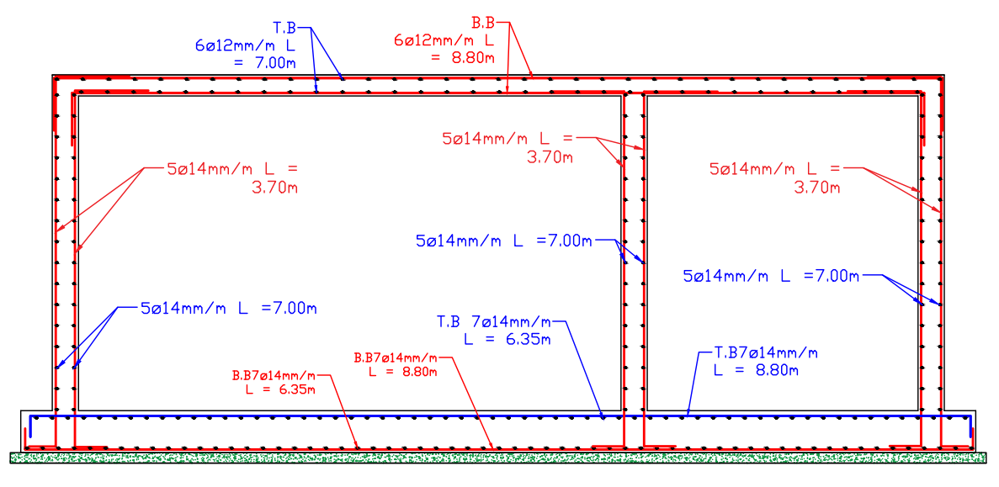 T.B
6ø12mm/m L
= 7.00m
B.B
6ø12mm/m L
= 8.80m
5ø14mm/m L =
3.70m
5ø14mm/m L =
3.70m
5ø14mm/m L =
3.70m
5ø14mm/m L =7.00m
5ø14mm/m L =7.00m
5ø14mm/m L =7.00m
T.B 7ø14mm/m
L = 6.35m
T.B7ø14mm/m
L = 8.80m
B.B7ø14mm/m
L = 8.80m
B.B7ø14mm/m
L = 6.35m